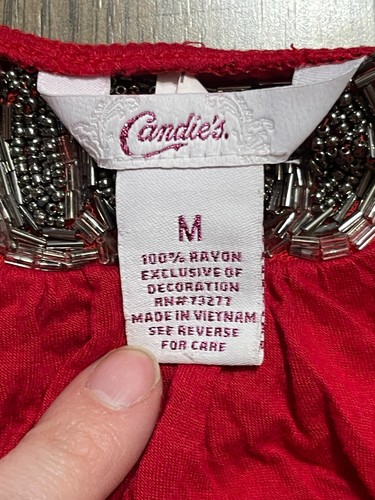 Candie's.
M
100% RAYON
EXCLUSIVE OF
DECORATION
RN#73277
MADE IN VIETNAM
SEE REVERSE
FOR CARE